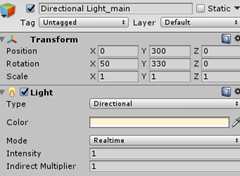 Directional Light_main Static
Tag Untagged Layer Default
Transform
Position X 0 Y 300 Z 0
Rotation X 50 Y 330 Z 0
Scale X 1 Y 1 Z 1
Light
Type Directional
Color
Mode Realtime
Intensity 1
Indirect Multiplier 1